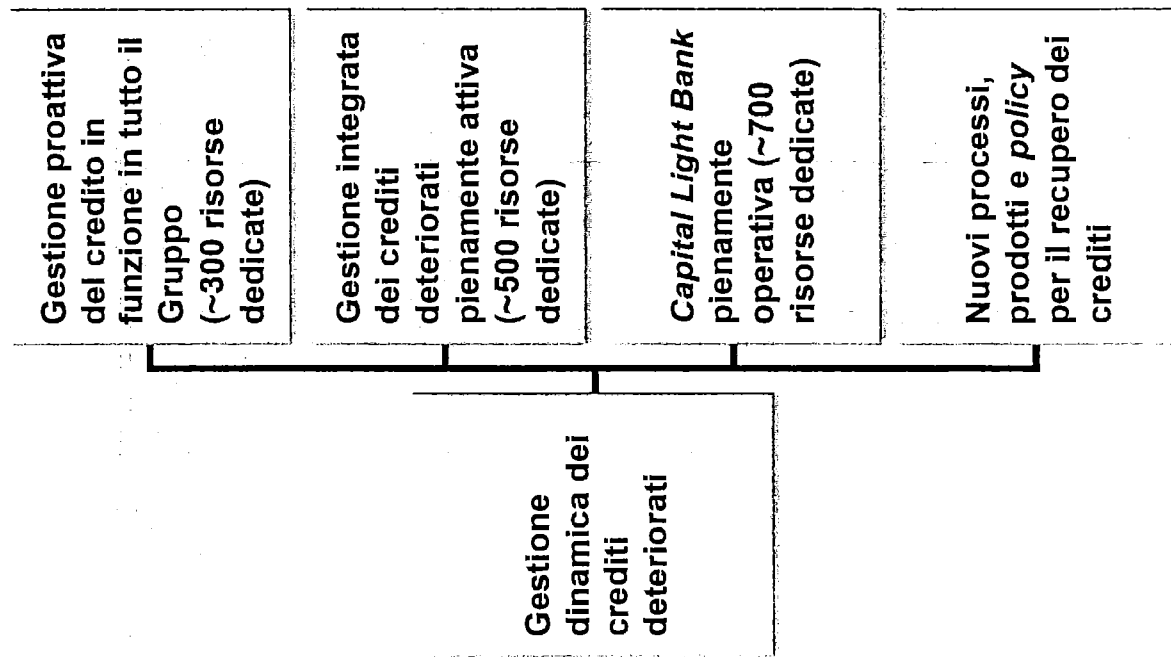 Gestione
dinamica dei
crediti
deteriorati
Gestione proattiva
del credito in
funzione in tutto il
Gruppo
(~300 risorse
dedicate)
Gestione integrata
dei crediti
deteriorati
pienamente attiva
(~500 risorse
dedicate)
Capital Light Bank
pienamente
operativa (~700
risorse dedicate)
Nuovi processi,
prodotti e policy
per il recupero dei
crediti